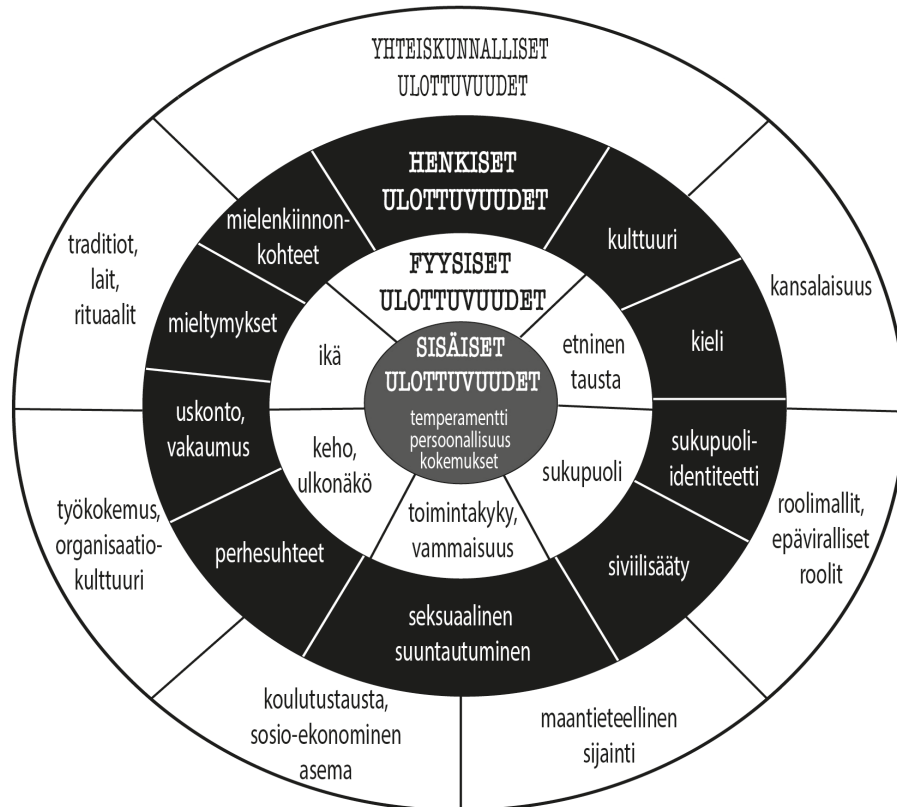 YHTEISKUNNALLISET
ULOTTUVUUDET
traditiot,
lait,
rituaalit
kansalaisuus
työkokemus,
organisaatio-
kulttuuri
roolimallit,
epäviralliset
roolit
koulutustausta,
sosio-ekonominen
asema
maantieteellinen
sijainti
HENKISET
ULOTTUVUUDET
mielenkiinnon-
kohteet
kulttuuri
mieltymykset
kieli
uskonto,
vakaumus
sukupuoli-
identiteetti
perhesuhteet
siviilisääty
seksuaalinen
suuntautuminen
FYYSISET
ULOTTUVUUDET
ikä
etninen
tausta
keho,
ulkonäkö
sukupuoli
toimintakyky,
vammaisuus
SISÄISET
ULOTTUVUUDET
temperamentti
persoonallisuus
kokemukset